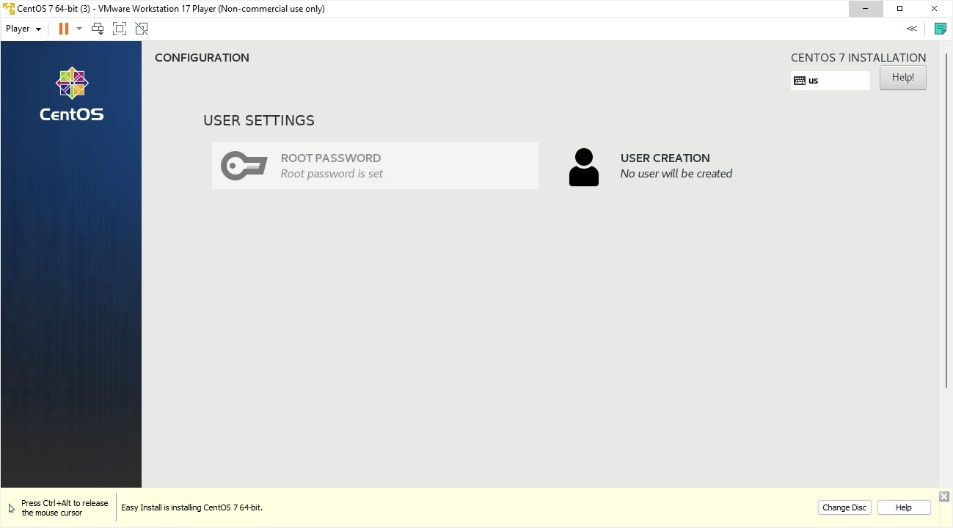 CentOS 7 64-bit (3) - VMware Workstation 17 Player (Non-commercial use only)
Player
CONFIGURATION
CENTOS 7 INSTALLATION
us
Help!
CentOS
USER SETTINGS
ROOT PASSWORD
Root password is set
USER CREATION
No user will be created
Press Ctrl+Alt to release
the mouse cursor
Easy Install is installing CentOS 7 64-bit.
Change Disc
Help